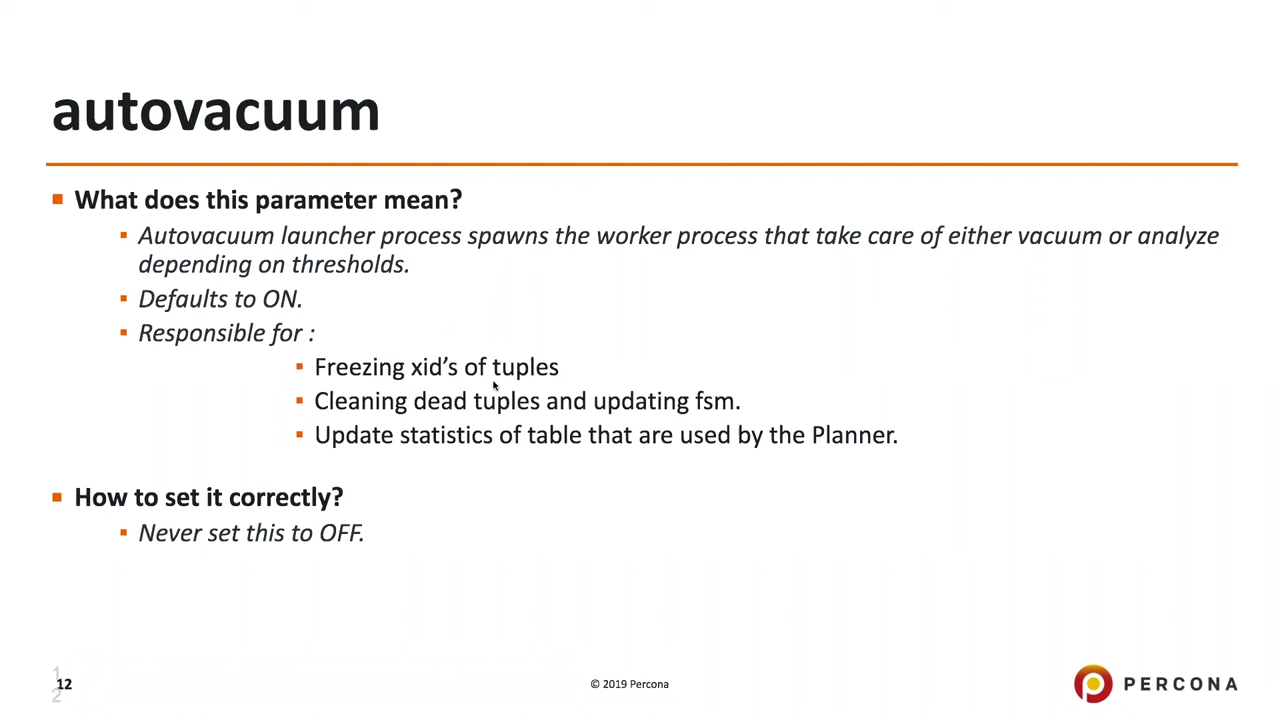 autovacuum
What does this parameter mean?
Autovacuum launcher process spawns the worker process that take care of either vacuum or analyze
depending on thresholds.
Defaults to ON.
Responsible for :
Freezing xid’s of tuples
Cleaning dead tuples and updating fsm.
Update statistics of table that are used by the Planner.
How to set it correctly?
Never set this to OFF.
1
2
12
© 2019 Percona
PERCONA